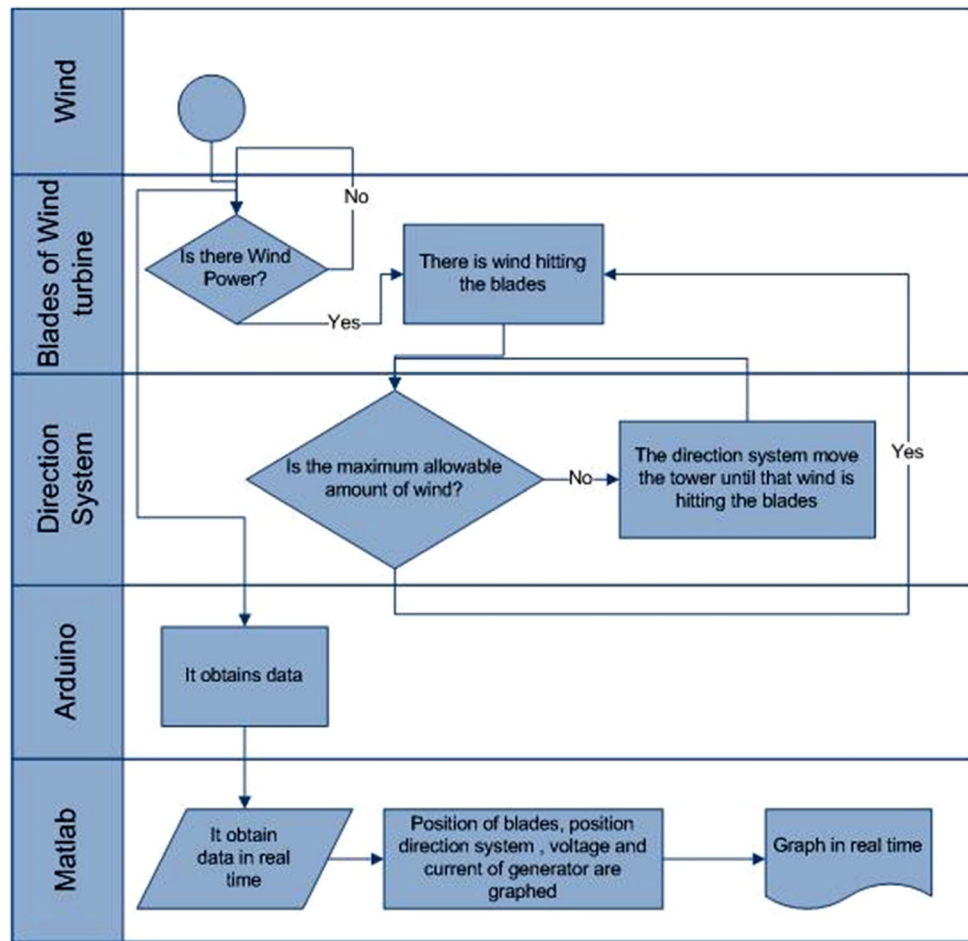 Wind
Blades of Wind
turbine
No
Is there Wind
Power?
There is wind hitting
the blades
Yes
Direction
System
Is the maximum allowable
amount of wind?
No
The direction system move
the tower until that wind is
hitting the blades
Yes
Arduino
It obtains data
Matlab
It obtain
data in real
time
Position of blades, position
direction system , voltage and
current of generator are
graphed
Graph in real time